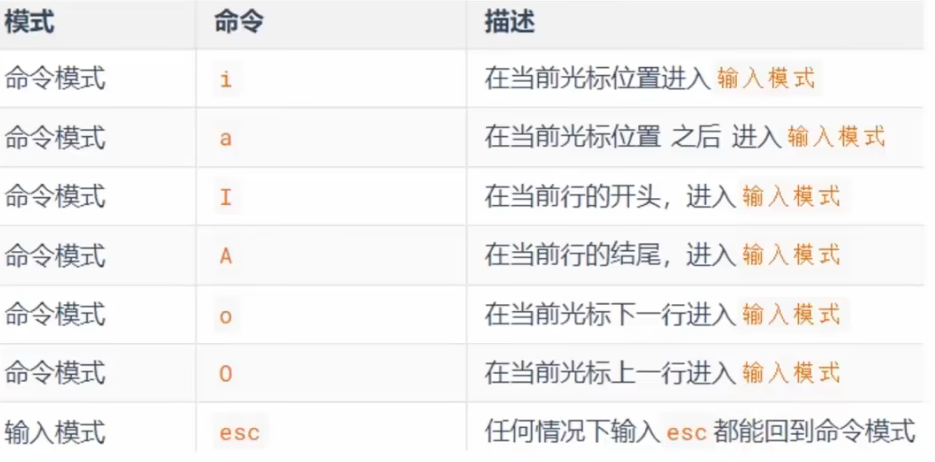 模式 命令 描述
命令模式 i 在当前光标位置进入 输入模式
命令模式 a 在当前光标位置 之后 进入 输入模式
命令模式 I 在当前行的开头，进入 输入模式
命令模式 A 在当前行的结尾，进入 输入模式
命令模式 o 在当前光标下一行进入 输入模式
命令模式 O 在当前光标上一行进入 输入模式
输入模式 esc 任何情况下输入 esc 都能回到命令模式